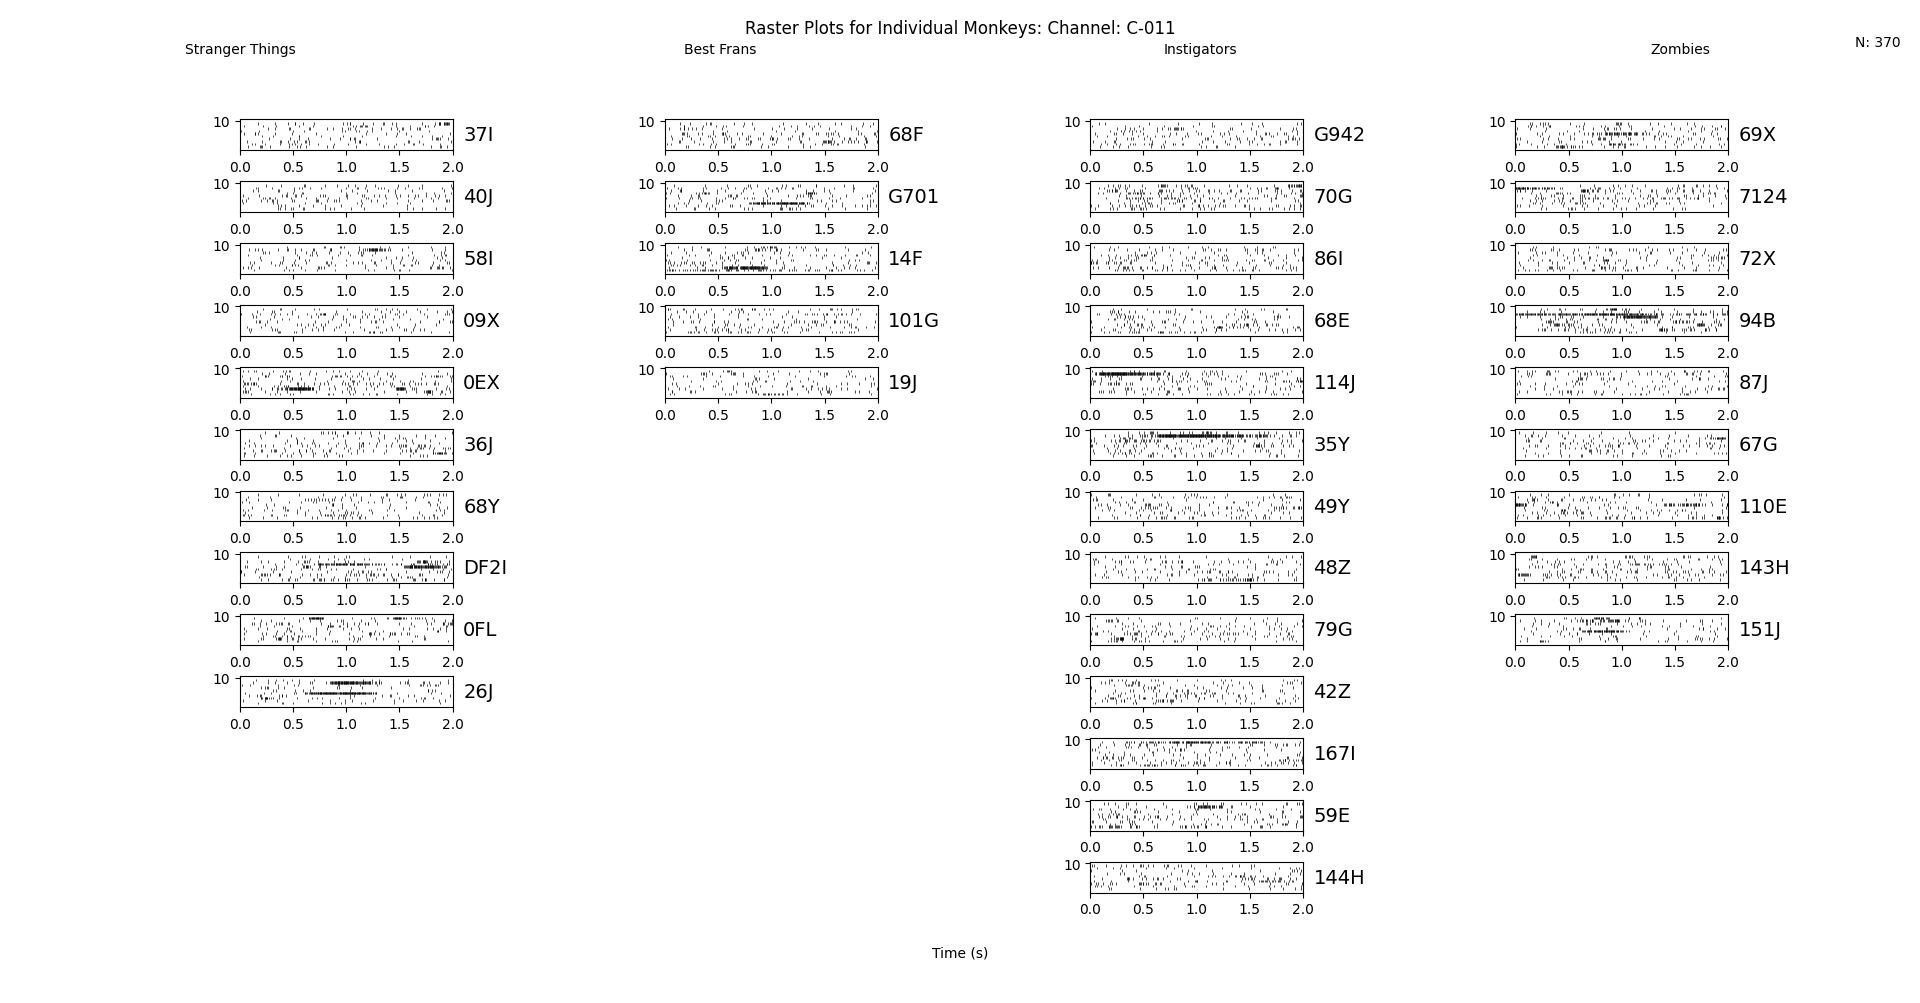 Raster Plots for Individual Monkeys: Channel: C-011
Stranger Things Best Frans Instigators Zombies N: 370
10 37I 10 68F 10 G942 10 69X
0.0 0.5 1.0 1.5 2.0 0.0 0.5 1.0 1.5 2.0 0.0 0.5 1.0 1.5 2.0 0.0 0.5 1.0 1.5 2.0
10 40J 10 G701 10 70G 10 7124
0.0 0.5 1.0 1.5 2.0 0.0 0.5 1.0 1.5 2.0 0.0 0.5 1.0 1.5 2.0 0.0 0.5 1.0 1.5 2.0
10 58I 10 14F 10 86I 10 72X
0.0 0.5 1.0 1.5 2.0 0.0 0.5 1.0 1.5 2.0 0.0 0.5 1.0 1.5 2.0 0.0 0.5 1.0 1.5 2.0
10 09X 10 101G 10 68E 10 94B
0.0 0.5 1.0 1.5 2.0 0.0 0.5 1.0 1.5 2.0 0.0 0.5 1.0 1.5 2.0 0.0 0.5 1.0 1.5 2.0
10 0EX 10 19J 10 114J 10 87J
0.0 0.5 1.0 1.5 2.0 0.0 0.5 1.0 1.5 2.0 0.0 0.5 1.0 1.5 2.0 0.0 0.5 1.0 1.5 2.0
10 36J 10 35Y 10 67G
0.0 0.5 1.0 1.5 2.0 0.0 0.5 1.0 1.5 2.0 0.0 0.5 1.0 1.5 2.0
10 68Y 10 49Y 10 110E
0.0 0.5 1.0 1.5 2.0 0.0 0.5 1.0 1.5 2.0 0.0 0.5 1.0 1.5 2.0
10 DF2I 10 48Z 10 143H
0.0 0.5 1.0 1.5 2.0 0.0 0.5 1.0 1.5 2.0 0.0 0.5 1.0 1.5 2.0
10 0FL 10 79G 10 151J
0.0 0.5 1.0 1.5 2.0 0.0 0.5 1.0 1.5 2.0 0.0 0.5 1.0 1.5 2.0
10 26J 10 42Z
0.0 0.5 1.0 1.5 2.0 0.0 0.5 1.0 1.5 2.0
10 167I
0.0 0.5 1.0 1.5 2.0
10 59E
0.0 0.5 1.0 1.5 2.0
10 144H
0.0 0.5 1.0 1.5 2.0
Time (s)